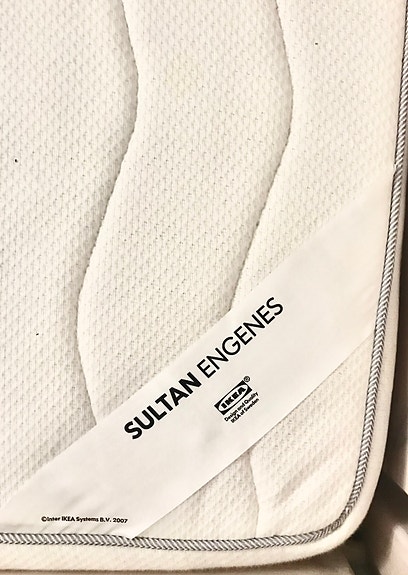 SULTAN ENGENES
IKEA®
Design and Quality
IKEA of Sweden
©Inter IKEA Systems B.V. 2007